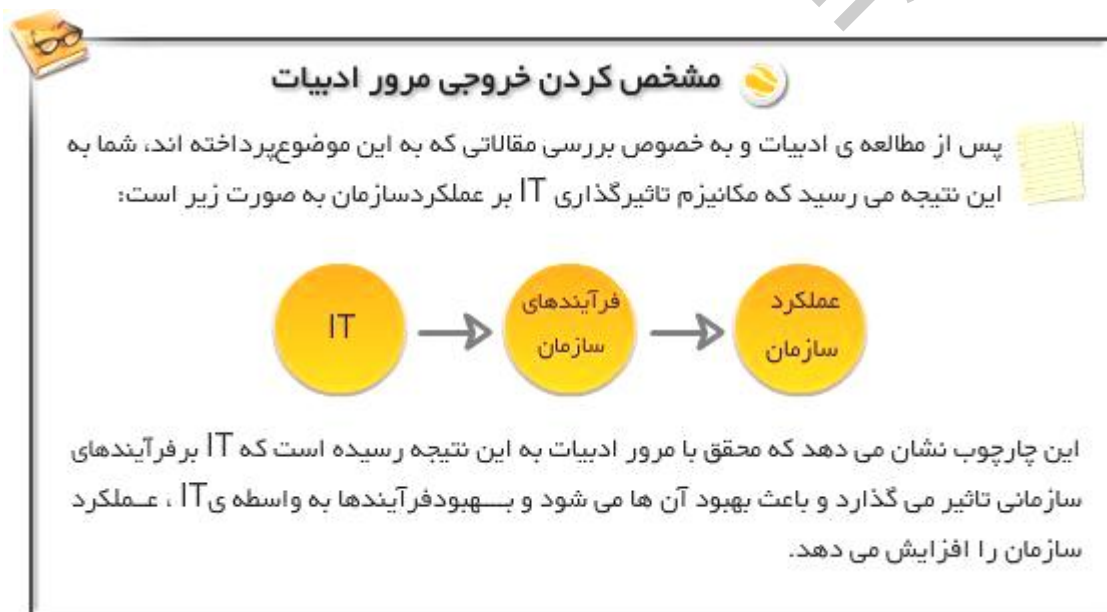 مشخص کردن خروجی مرور ادبیات
پس از مطالعه ی ادبیات و به خصوص بررسی مقالاتی که به این موضوع‌پرداخته اند، شما به
این نتیجه می رسید که مکانیزم تاثیرگذاری IT بر عملکردسازمان به صورت زیر است:
IT
فرآیندهای
سازمان
عملکرد
سازمان
این چارچوب نشان می دهد که محقق با مرور ادبیات به این نتیجه رسیده است که IT برفرآیندهای
سازمانی تاثیر می گذارد و باعث بهبود آن ها می شود و بـــهبودفرآیندها به واسطه یIT ، عــملکرد
سازمان را افزایش می دهد.